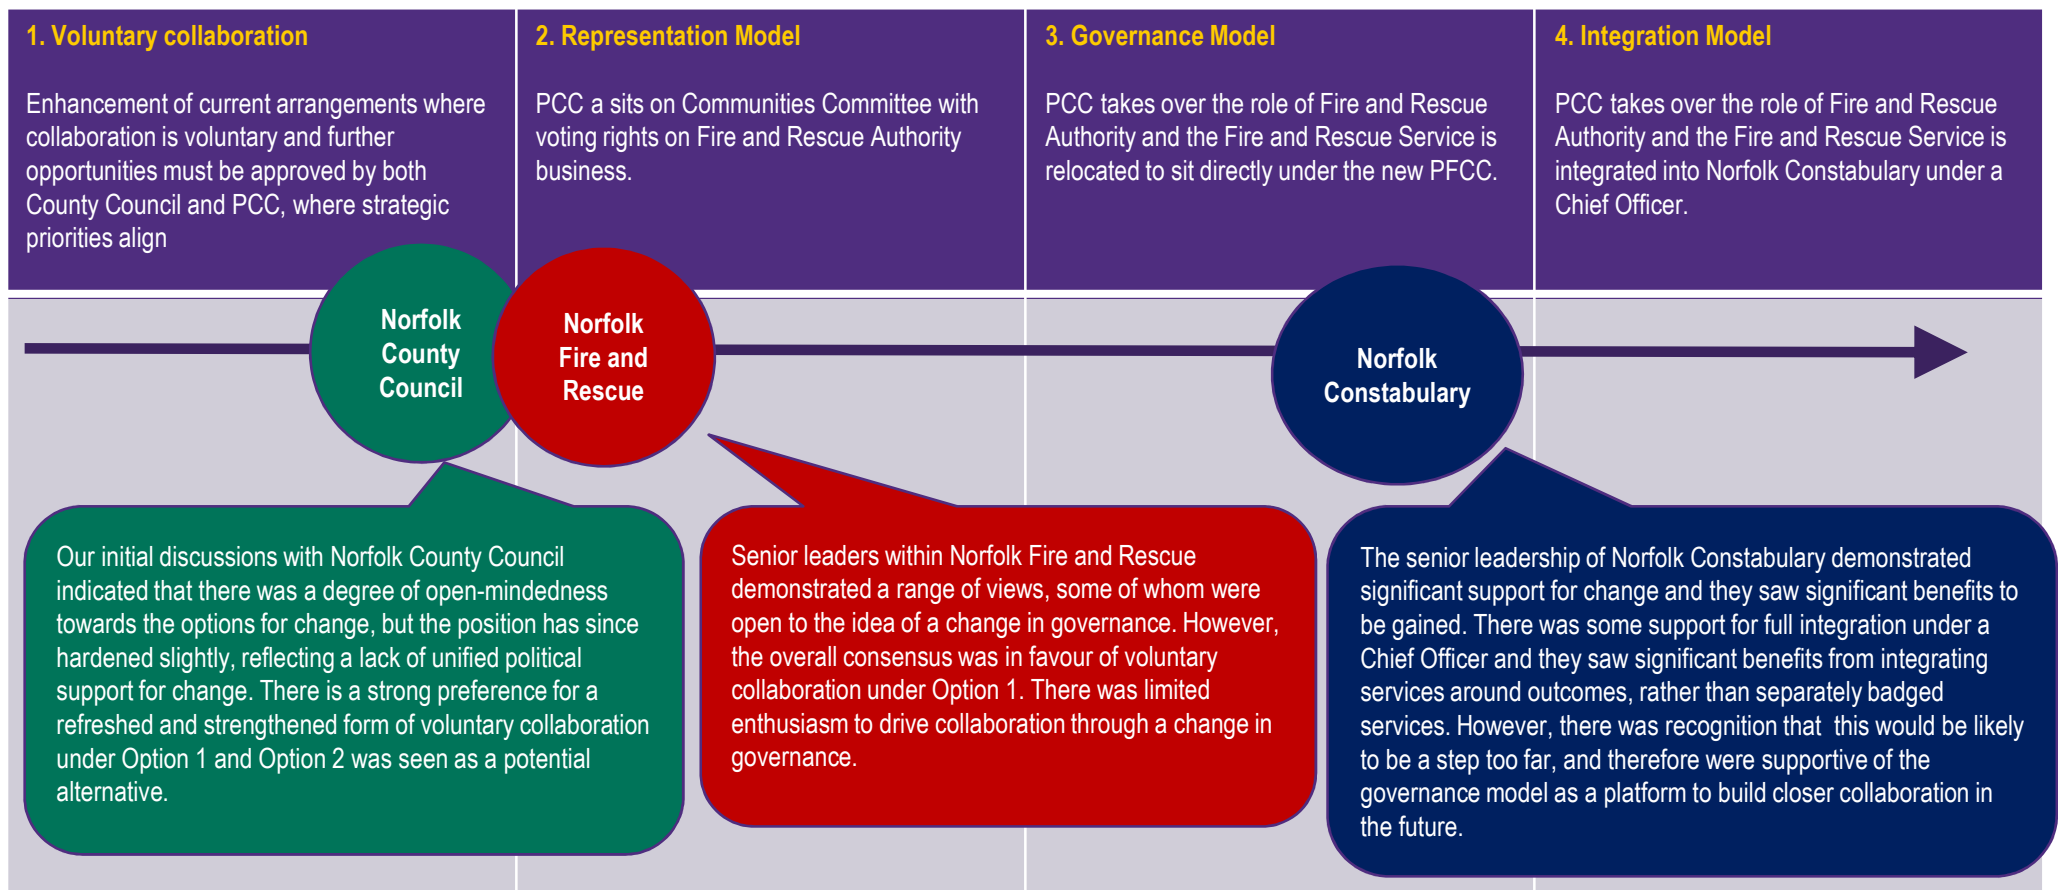 1. Voluntary collaboration
Enhancement of current arrangements where
collaboration is voluntary and further
opportunities must be approved by both
County Council and PCC, where strategic
priorities align
2. Representation Model
PCC a sits on Communities Committee with
voting rights on Fire and Rescue Authority
business.
3. Governance Model
PCC takes over the role of Fire and Rescue
Authority and the Fire and Rescue Service is
relocated to sit directly under the new PFCC.
4. Integration Model
PCC takes over the role of Fire and Rescue
Authority and the Fire and Rescue Service is
integrated into Norfolk Constabulary under a
Chief Officer.
Norfolk
County
Council
Norfolk
Fire and
Rescue
Norfolk
Constabulary
Our initial discussions with Norfolk County Council
indicated that there was a degree of open-mindedness
towards the options for change, but the position has since
hardened slightly, reflecting a lack of unified political
support for change. There is a strong preference for a
refreshed and strengthened form of voluntary collaboration
under Option 1 and Option 2 was seen as a potential
alternative.
Senior leaders within Norfolk Fire and Rescue
demonstrated a range of views, some of whom were
open to the idea of a change in governance. However,
the overall consensus was in favour of voluntary
collaboration under Option 1. There was limited
enthusiasm to drive collaboration through a change in
governance.
The senior leadership of Norfolk Constabulary demonstrated
significant support for change and they saw significant benefits to
be gained. There was some support for full integration under a
Chief Officer and they saw significant benefits from integrating
services around outcomes, rather than separately badged
services. However, there was recognition that this would be likely
to be a step too far, and therefore were supportive of the
governance model as a platform to build closer collaboration in
the future.